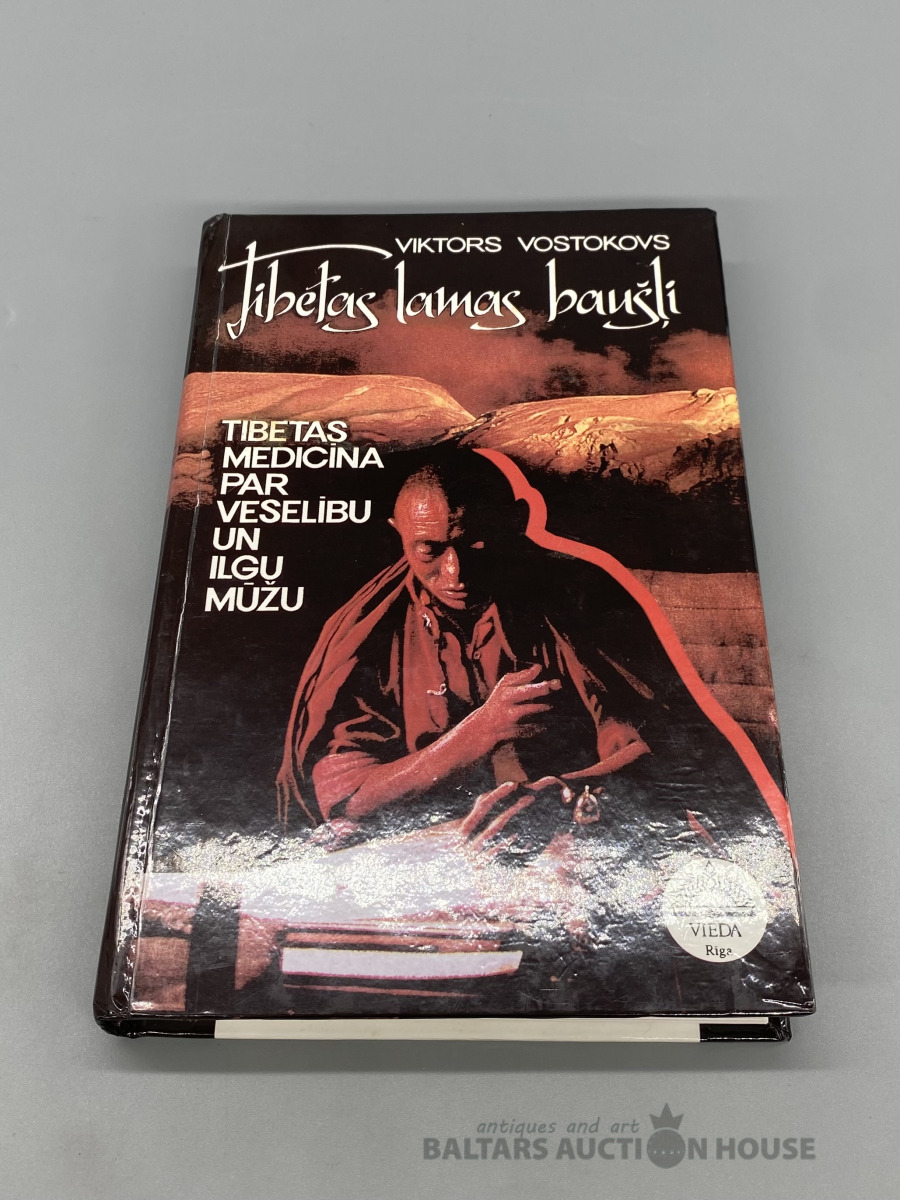 VIKTORS VOSTOKOVS
Tibetas lamas baušļi
TIBETAS
MEDICĪNA
PAR
VESELĪBU
UN
ILGU
MŪŽU
VIEDA
Rīga
antiques and art
BALTARS AUCTION HOUSE